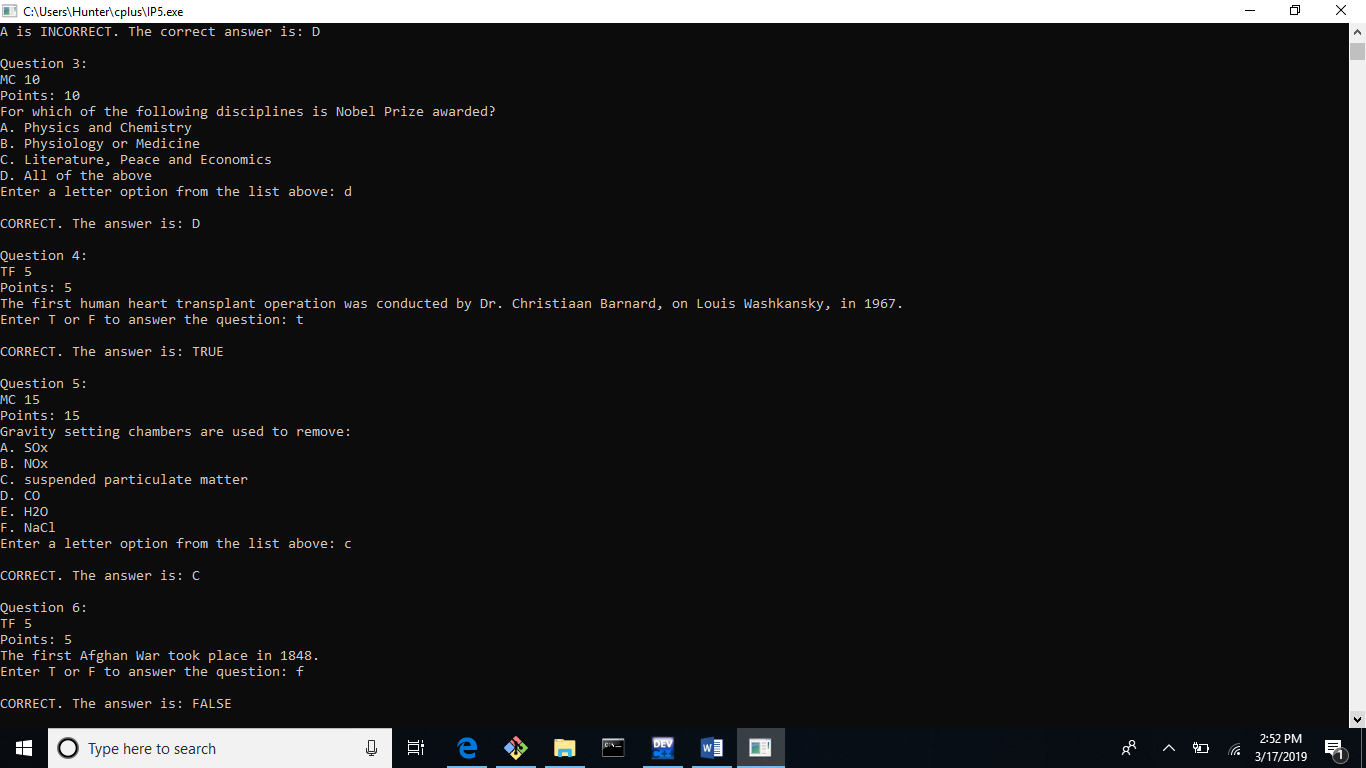 C:\Users\Hunter\cplus\IP5.exe
A is INCORRECT. The correct answer is: D
Question 3:
MC 10
Points: 10
For which of the following disciplines is Nobel Prize awarded?
A. Physics and Chemistry
B. Physiology or Medicine
C. Literature, Peace and Economics
D. All of the above
Enter a letter option from the list above: d
CORRECT. The answer is: D
Question 4:
TF 5
Points: 5
The first human heart transplant operation was conducted by Dr. Christiaan Barnard, on Louis Washkansky, in 1967.
Enter T or F to answer the question: t
CORRECT. The answer is: TRUE
Question 5:
MC 15
Points: 15
Gravity setting chambers are used to remove:
A. SOx
B. NOx
C. suspended particulate matter
D. CO
E. H2O
F. NaCl
Enter a letter option from the list above: c
CORRECT. The answer is: C
Question 6:
TF 5
Points: 5
The first Afghan War took place in 1848.
Enter T or F to answer the question: f
CORRECT. The answer is: FALSE
Type here to search
DEV
2:52 PM
3/17/2019
1